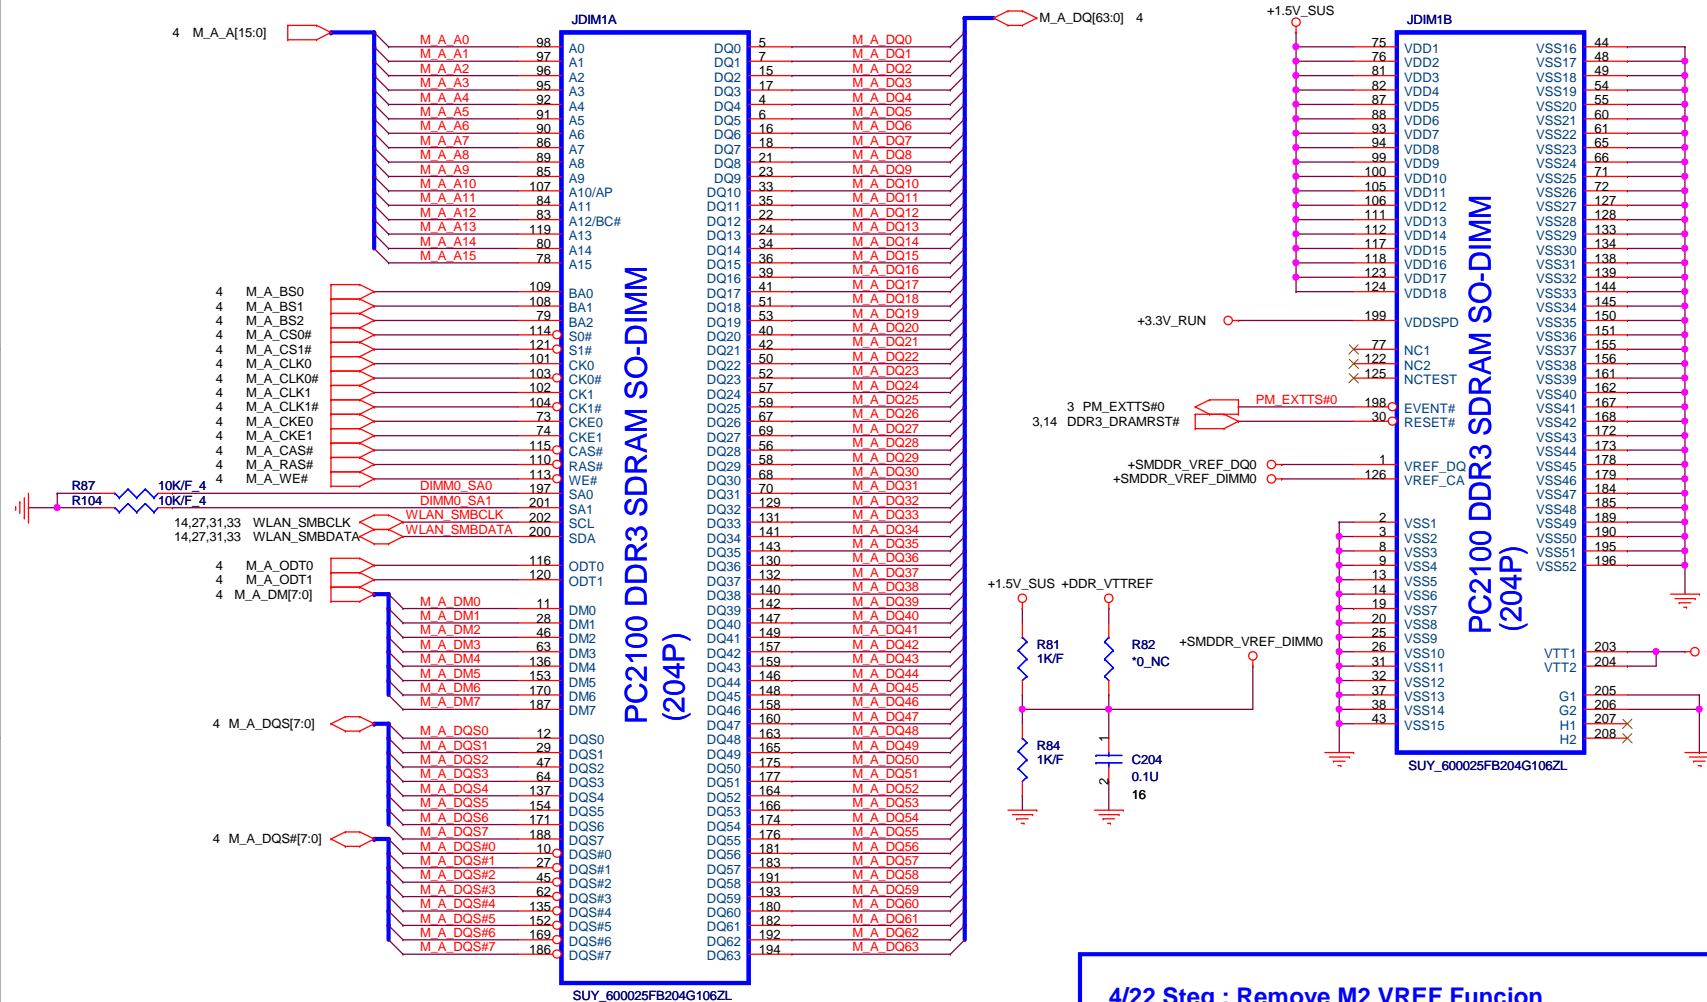 JDIM1A
4 M_A_A[15:0]
M_A_DQ[63:0] 4
M_A_A0 98 A0 DQ0 5 M_A_DQ0
M_A_A1 97 A1 DQ1 7 M_A_DQ1
M_A_A2 96 A2 DQ2 15 M_A_DQ2
M_A_A3 95 A3 DQ3 17 M_A_DQ3
M_A_A4 92 A4 DQ4 4 M_A_DQ4
M_A_A5 91 A5 DQ5 6 M_A_DQ5
M_A_A6 90 A6 DQ6 16 M_A_DQ6
M_A_A7 86 A7 DQ7 18 M_A_DQ7
M_A_A8 89 A8 DQ8 21 M_A_DQ8
M_A_A9 85 A9 DQ9 23 M_A_DQ9
M_A_A10 107 A10/AP DQ10 33 M_A_DQ10
M_A_A11 84 A11 DQ11 35 M_A_DQ11
M_A_A12 83 A12/BC# DQ12 22 M_A_DQ12
M_A_A13 119 A13 DQ13 24 M_A_DQ13
M_A_A14 80 A14 DQ14 34 M_A_DQ14
M_A_A15 78 A15 DQ15 36 M_A_DQ15
DQ16 39 M_A_DQ16
4 M_A_BS0 109 BA0 DQ17 41 M_A_DQ17
4 M_A_BS1 108 BA1 DQ18 51 M_A_DQ18
4 M_A_BS2 79 BA2 DQ19 53 M_A_DQ19
4 M_A_CS0# 114 S0# DQ20 40 M_A_DQ20
4 M_A_CS1# 121 S1# DQ21 42 M_A_DQ21
4 M_A_CLK0 101 CK0 DQ22 50 M_A_DQ22
4 M_A_CLK0# 103 CK0# DQ23 52 M_A_DQ23
4 M_A_CLK1 102 CK1 DQ24 57 M_A_DQ24
4 M_A_CLK1# 104 CK1# DQ25 59 M_A_DQ25
4 M_A_CKE0 73 CKE0 DQ26 67 M_A_DQ26
4 M_A_CKE1 74 CKE1 DQ27 69 M_A_DQ27
4 M_A_CAS# 115 CAS# DQ28 56 M_A_DQ28
4 M_A_RAS# 110 RAS# DQ29 58 M_A_DQ29
4 M_A_WE# 113 WE# DQ30 68 M_A_DQ30
R87 10K/F_4 DIMM0_SA0 197 SA0 DQ31 70 M_A_DQ31
R104 10K/F_4 DIMM0_SA1 201 SA1 DQ32 129 M_A_DQ32
14,27,31,33 WLAN_SMBCLK WLAN_SMBCLK 202 SCL DQ33 131 M_A_DQ33
14,27,31,33 WLAN_SMBDATA WLAN_SMBDATA 200 SDA DQ34 141 M_A_DQ34
DQ35 143 M_A_DQ35
4 M_A_ODT0 116 ODT0 DQ36 130 M_A_DQ36
4 M_A_ODT1 120 ODT1 DQ37 132 M_A_DQ37
4 M_A_DM[7:0] DQ38 140 M_A_DQ38
M_A_DM0 11 DM0 DQ39 142 M_A_DQ39
M_A_DM1 28 DM1 DQ40 147 M_A_DQ40
M_A_DM2 46 DM2 DQ41 149 M_A_DQ41
M_A_DM3 63 DM3 DQ42 157 M_A_DQ42
M_A_DM4 136 DM4 DQ43 159 M_A_DQ43
M_A_DM5 153 DM5 DQ44 146 M_A_DQ44
M_A_DM6 170 DM6 DQ45 148 M_A_DQ45
M_A_DM7 187 DM7 DQ46 158 M_A_DQ46
4 M_A_DQS[7:0] DQ47 160 M_A_DQ47
M_A_DQS0 12 DQS0 DQ48 163 M_A_DQ48
M_A_DQS1 29 DQS1 DQ49 165 M_A_DQ49
M_A_DQS2 47 DQS2 DQ50 175 M_A_DQ50
M_A_DQS3 64 DQS3 DQ51 177 M_A_DQ51
M_A_DQS4 137 DQS4 DQ52 164 M_A_DQ52
M_A_DQS5 154 DQS5 DQ53 166 M_A_DQ53
M_A_DQS6 171 DQS6 DQ54 174 M_A_DQ54
M_A_DQS7 188 DQS7 DQ55 176 M_A_DQ55
4 M_A_DQS#[7:0]
M_A_DQS#0 10 DQS#0 DQ56 181 M_A_DQ56
M_A_DQS#1 27 DQS#1 DQ57 183 M_A_DQ57
M_A_DQS#2 45 DQS#2 DQ58 191 M_A_DQ58
M_A_DQS#3 62 DQS#3 DQ59 193 M_A_DQ59
M_A_DQS#4 135 DQS#4 DQ60 180 M_A_DQ60
M_A_DQS#5 152 DQS#5 DQ61 182 M_A_DQ61
M_A_DQS#6 169 DQS#6 DQ62 192 M_A_DQ62
M_A_DQS#7 186 DQS#7 DQ63 194 M_A_DQ63
PC2100 DDR3 SDRAM SO-DIMM
(204P)
SUY_600025FB204G106ZL
+1.5V_SUS
JDIM1B
75 VDD1 VSS16 44
76 VDD2 VSS17 48
81 VDD3 VSS18 49
82 VDD4 VSS19 54
87 VDD5 VSS20 55
88 VDD6 VSS21 60
93 VDD7 VSS22 61
94 VDD8 VSS23 65
99 VDD9 VSS24 66
100 VDD10 VSS25 71
105 VDD11 VSS26 72
106 VDD12 VSS27 127
111 VDD13 VSS28 128
112 VDD14 VSS29 133
117 VDD15 VSS30 134
118 VDD16 VSS31 138
123 VDD17 VSS32 139
124 VDD18 VSS33 144
VSS34 145
+3.3V_RUN 199 VDDSPD VSS35 150
VSS36 151
77 NC1 VSS37 155
122 NC2 VSS38 156
125 NCTEST VSS39 161
VSS40 162
3 PM_EXTTS#0 PM_EXTTS#0 198 EVENT# VSS41 167
3,14 DDR3_DRAMRST# 30 RESET# VSS42 168
VSS43 172
VSS44 173
+SMDDR_VREF_DQ0 1 VREF_DQ VSS45 178
+SMDDR_VREF_DIMM0 126 VREF_CA VSS46 179
VSS47 184
VSS48 185
2 VSS1 VSS49 189
3 VSS2 VSS50 190
8 VSS3 VSS51 195
9 VSS4 VSS52 196
13 VSS5
14 VSS6
19 VSS7
20 VSS8
25 VSS9
26 VSS10 VTT1 203
31 VSS11 VTT2 204
32 VSS12
37 VSS13 G1 205
38 VSS14 G2 206
43 VSS15 H1 207
H2 208
PC2100 DDR3 SDRAM SO-DIMM
(204P)
SUY_600025FB204G106ZL
+1.5V_SUS +DDR_VTTREF
R81
1K/F
R82
*0_NC
+SMDDR_VREF_DIMM0
R84
1K/F
1
2
C204
0.1U
16
4/22 Steg : Remove M2 VREF Funcion